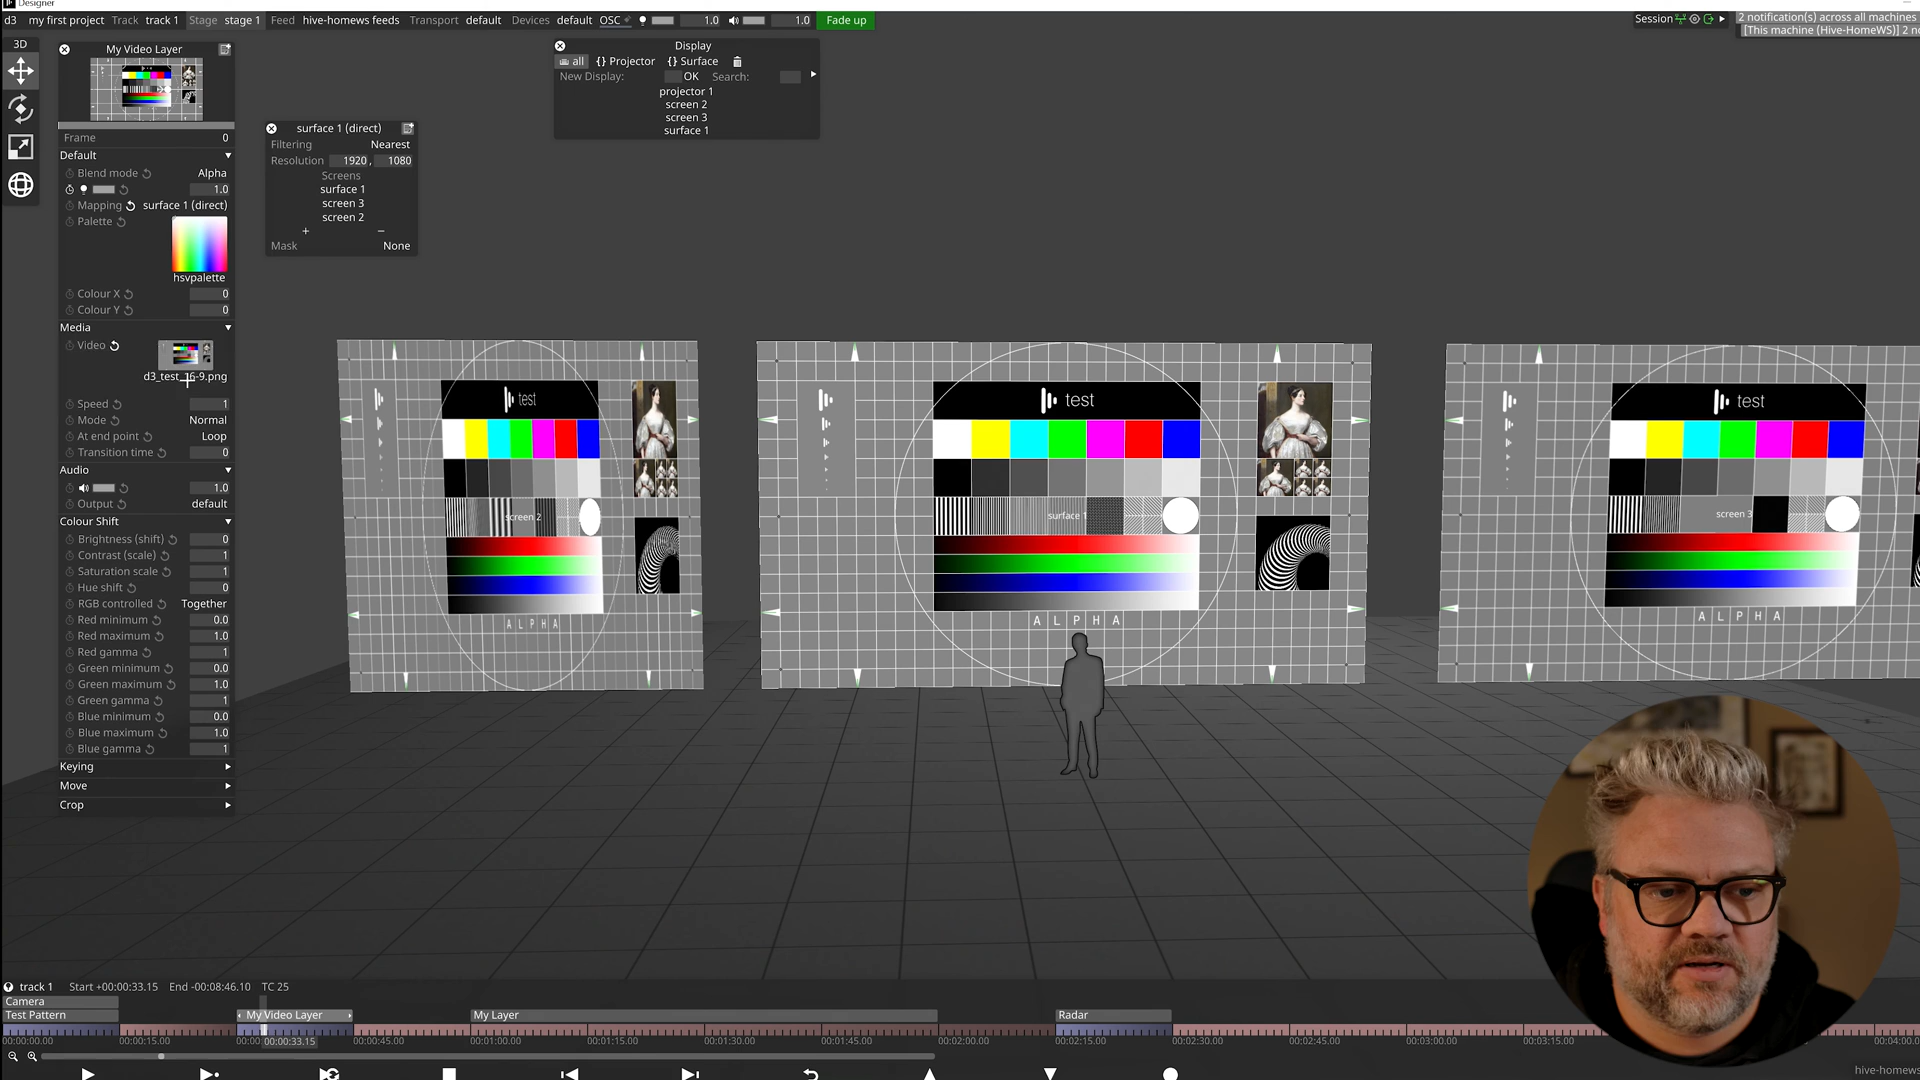 Designer
d3 my first project Track track 1 Stage stage 1 Feed hive-homews feeds Transport default Devices default OSC 1.0 1.0 Fade up
Session
2 notification(s) across all machines
[This machine (Hive-HomeWS)] 2 no
3D
My Video Layer
Frame 0
Default
Blend mode Alpha
1.0
Mapping surface 1 (direct)
Palette
hsvpalette
Colour X 0
Colour Y 0
Media
Video
d3_test_16-9.png
Speed 1
Mode Normal
At end point Loop
Transition time 0
Audio
1.0
Output default
Colour Shift
Brightness (shift) 0
Contrast (scale) 1
Saturation scale 1
Hue shift 0
RGB controlled Together
Red minimum 0.0
Red maximum 1.0
Red gamma 1
Green minimum 0.0
Green maximum 1.0
Green gamma 1
Blue minimum 0.0
Blue maximum 1.0
Blue gamma 1
Keying
Move
Crop
surface 1 (direct)
Filtering Nearest
Resolution 1920 , 1080
Screens
surface 1
screen 3
screen 2
+ −
Mask None
Display
all {} Projector {} Surface
New Display: OK Search:
projector 1
screen 2
screen 3
surface 1
test
screen 2
ALPHA
test
surface 1
ALPHA
test
screen 3
ALPHA
track 1 Start +00:00:33.15 End -00:08:46.10 TC 25
Camera
Test Pattern My Video Layer My Layer Radar
00:00:00.00 00:00:15.00 00:00 00:00:33.15 00:00:45.00 00:01:00.00 00:01:15.00 00:01:30.00 00:01:45.00 00:02:00.00 00:02:15.00 00:02:30.00 00:02:45.00 00:03:00.00 00:03:15.00 00:04:00.0
hive-homews